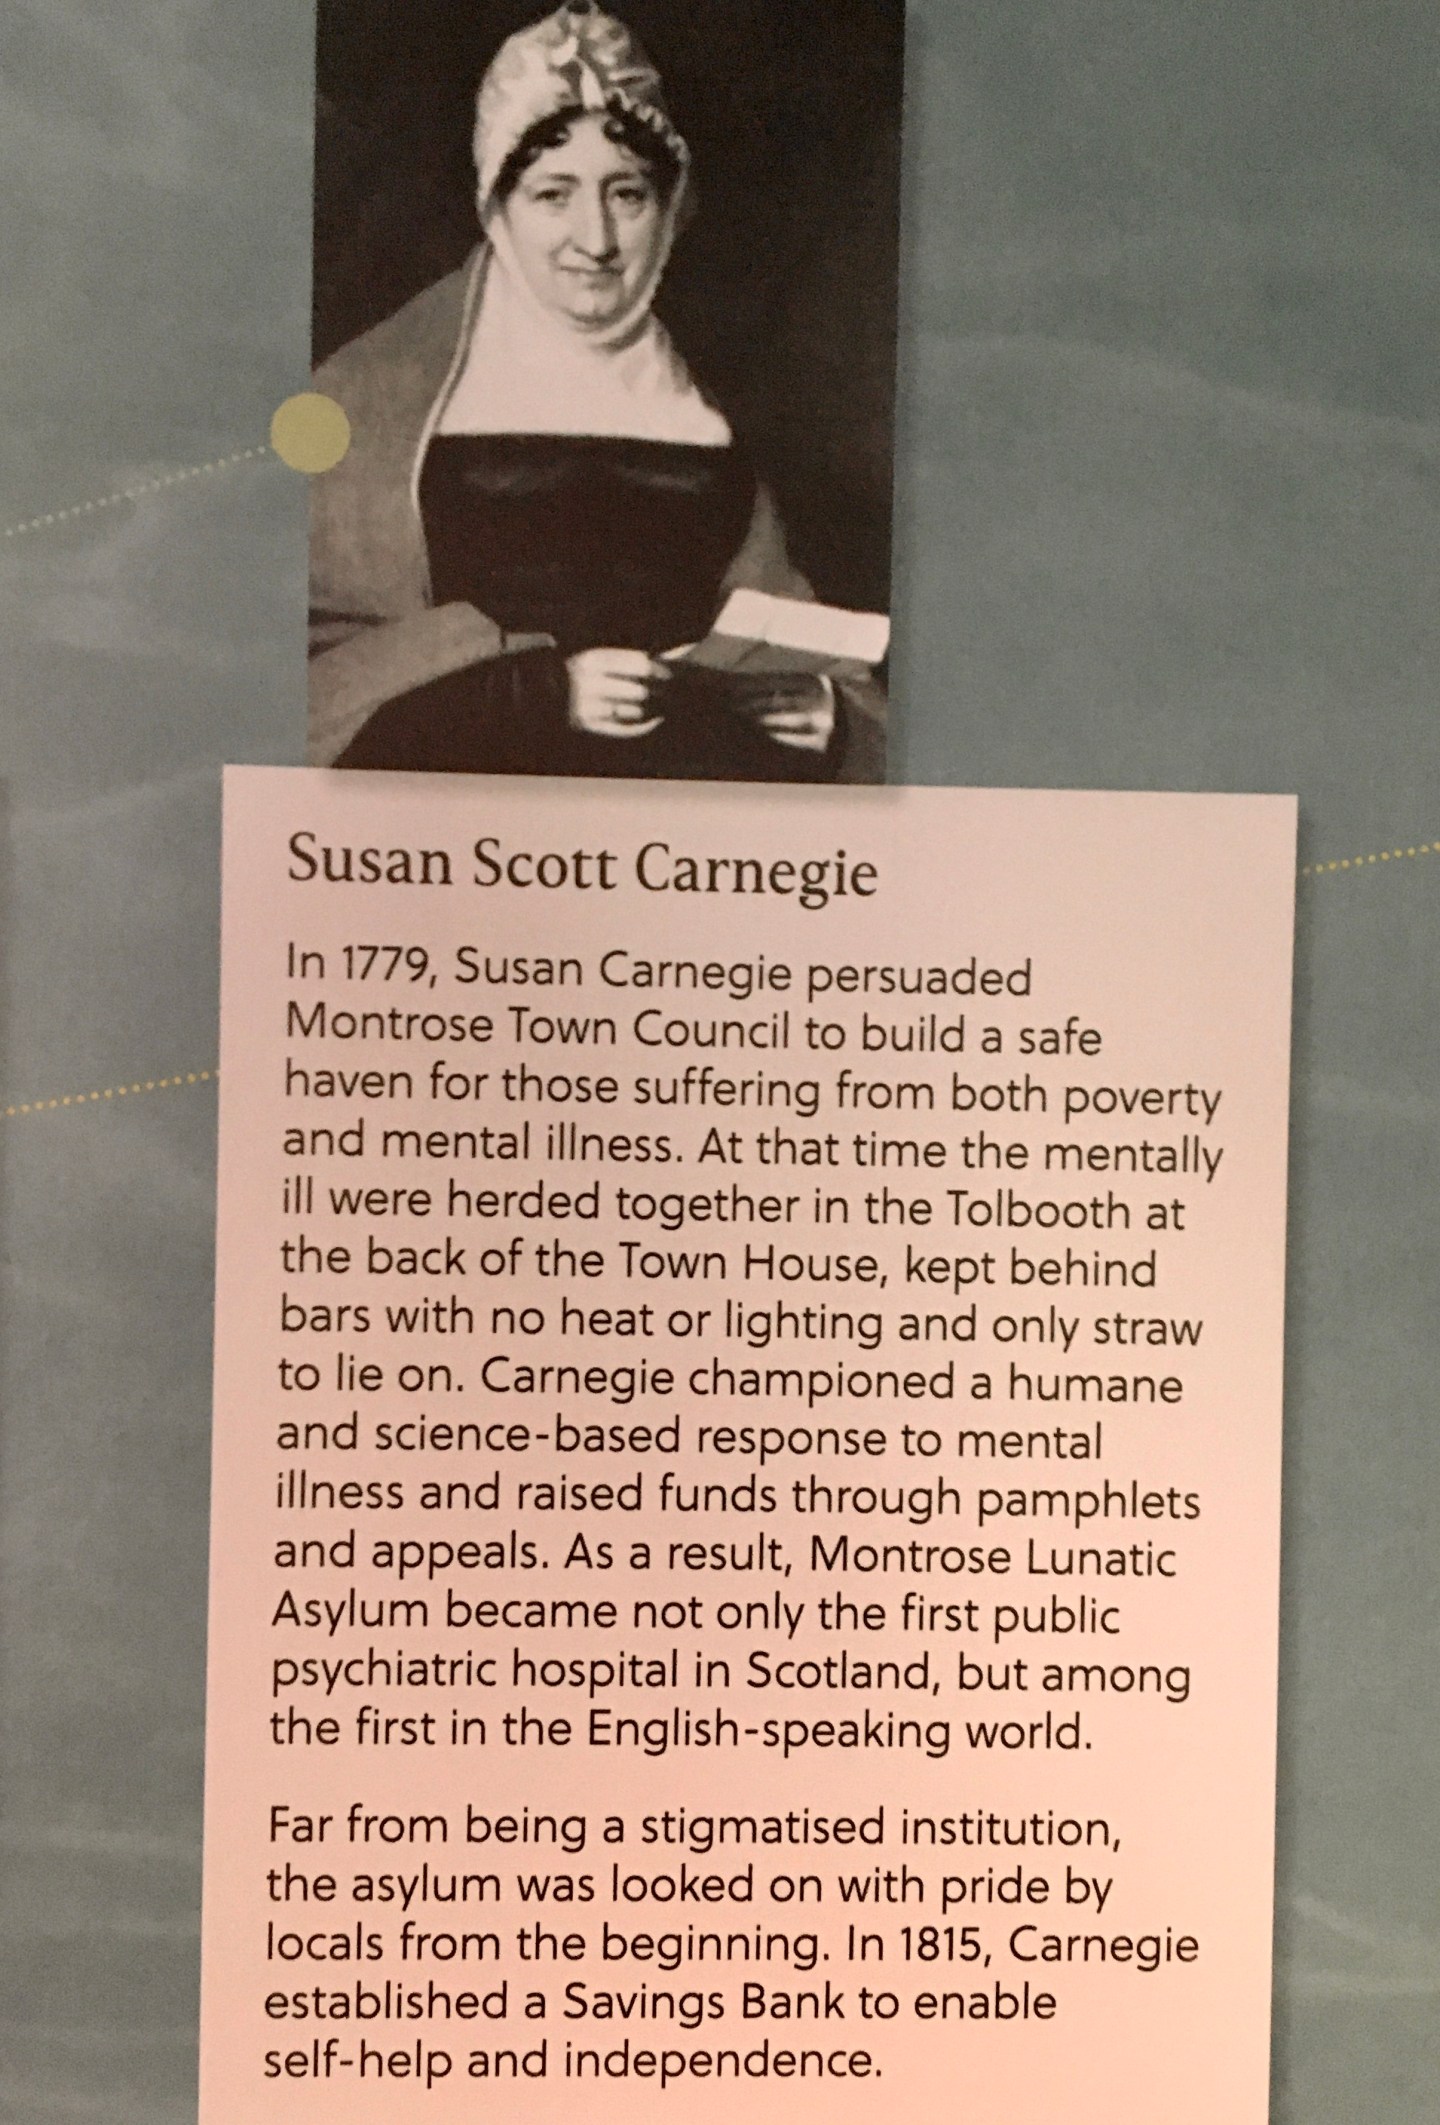 Susan Scott Carnegie
In 1779, Susan Carnegie persuaded
Montrose Town Council to build a safe
haven for those suffering from both poverty
and mental illness. At that time the mentally
ill were herded together in the Tolbooth at
the back of the Town House, kept behind
bars with no heat or lighting and only straw
to lie on. Carnegie championed a humane
and science-based response to mental
illness and raised funds through pamphlets
and appeals. As a result, Montrose Lunatic
Asylum became not only the first public
psychiatric hospital in Scotland, but among
the first in the English-speaking world.
Far from being a stigmatised institution,
the asylum was looked on with pride by
locals from the beginning. In 1815, Carnegie
established a Savings Bank to enable
self-help and independence.